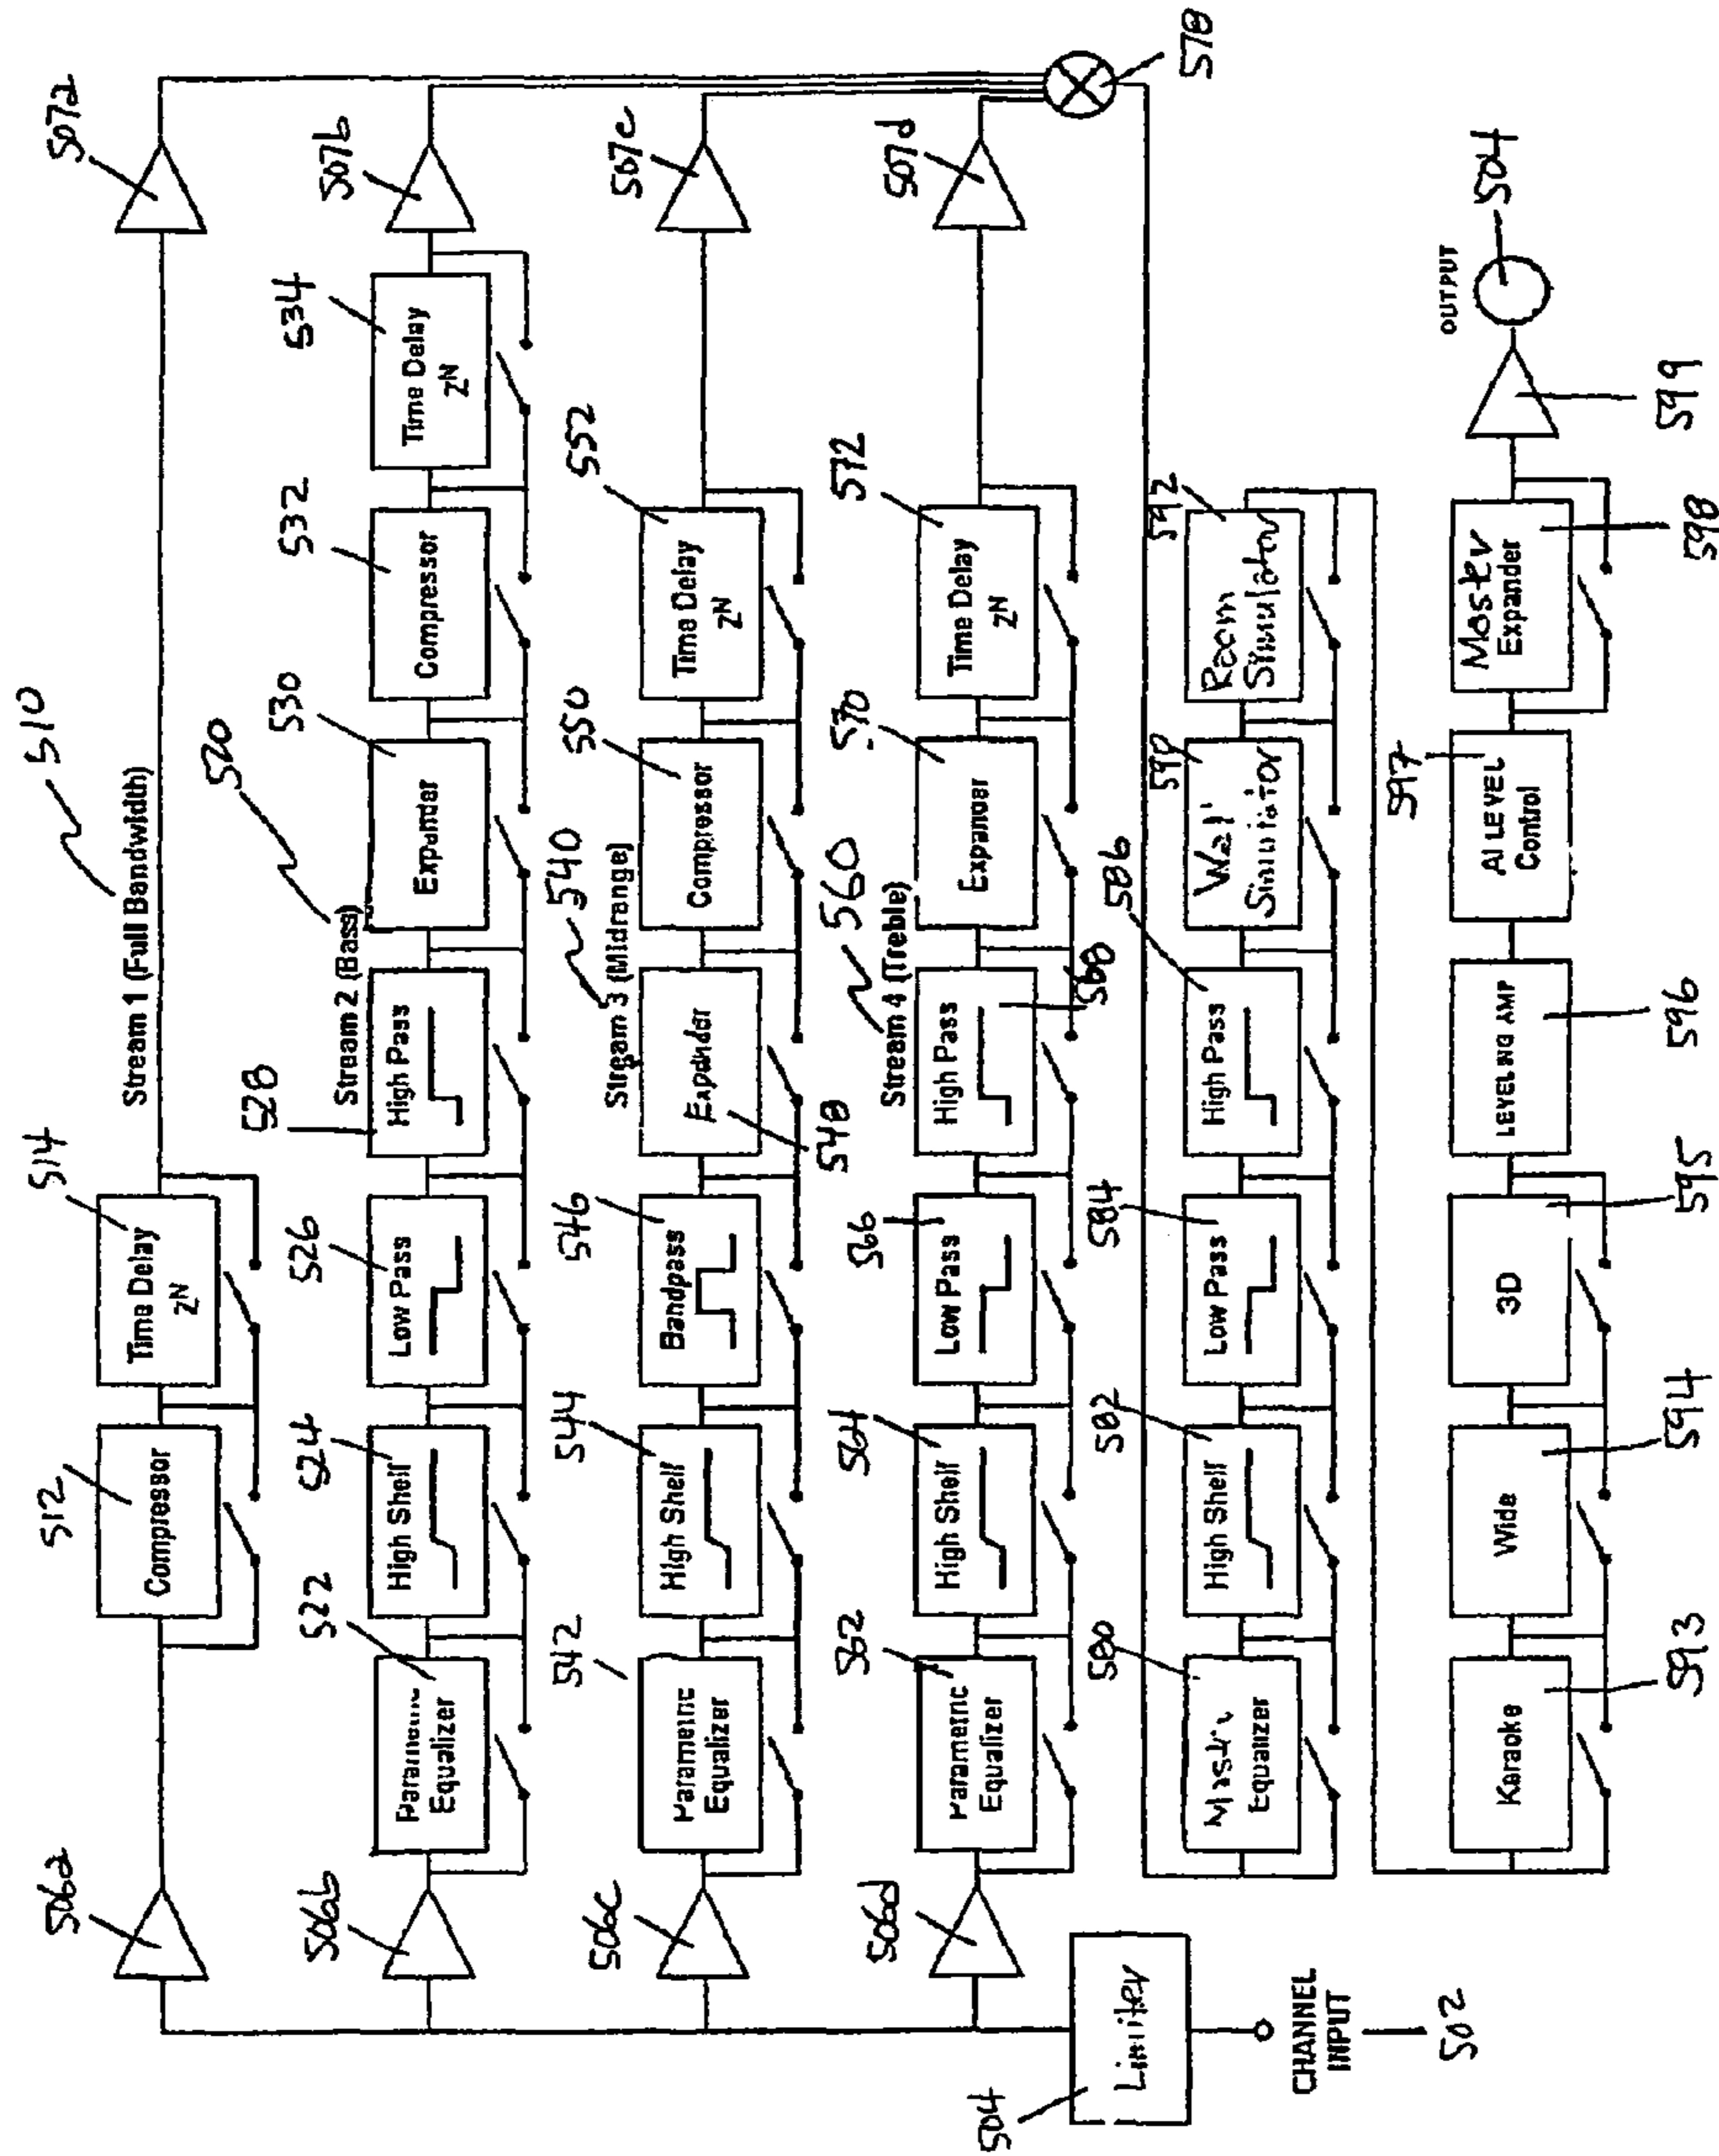 510
Stream 1 (Full Bandwidth)
506a
512
Compressor
514
Time Delay
Z^N
507a
520
Stream 2 (Bass)
506b
522
Equalizer
524
High Shelf
526
Low Pass
528
High Pass
530
Expander
532
Compressor
534
Time Delay
Z^N
507b
540
Stream 3 (Midrange)
506c
542
Parametric
Equalizer
544
High Shelf
546
Bandpass
548
Expander
550
Compressor
552
Time Delay
Z^N
507c
560
Stream 4 (Treble)
506d
562
Parametric
Equalizer
564
High Shelf
566
Low Pass
568
High Pass
570
Expander
572
Time Delay
Z^N
507d
578
504
Limiter
CHANNEL
INPUT
502
580
Equalizer
582
High Shelf
584
Low Pass
586
High Pass
590
Wall
Simulator
592
Room
Simulator
593
Karaoke
594
Wide
595
3D
596
LEVELING AMP
597
AI LEVEL
Control
598
Master
Expander
599
OUTPUT
504